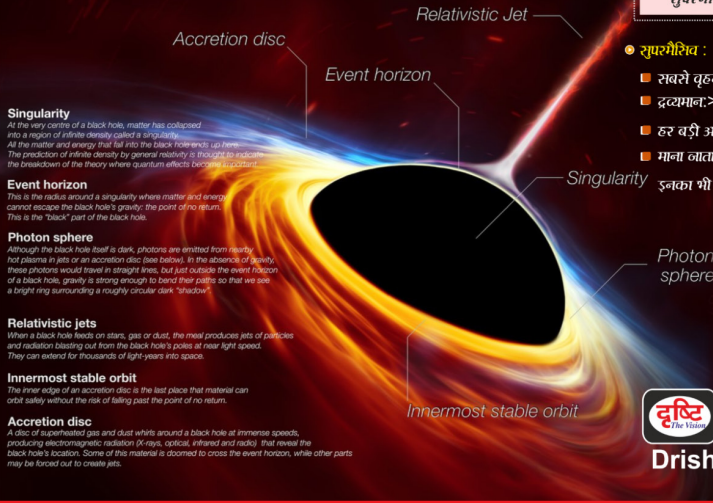 Relativistic Jet
Accretion disc
Event horizon
Singularity
At the very centre of a black hole, matter has collapsed
into a region of infinite density called a singularity.
All the matter and energy that fall into the black hole ends up here.
The prediction of infinite density by general relativity is thought to indicate
the breakdown of the theory where quantum effects become important.
Event horizon
This is the radius around a singularity where matter and energy
cannot escape the black hole's gravity: the point of no return.
This is the "black" part of the black hole.
Photon sphere
Although the black hole itself is dark, photons are emitted from nearby
hot plasma in jets or an accretion disc (see below). In the absence of gravity,
these photons would travel in straight lines, but just outside the event horizon
of a black hole, gravity is strong enough to bend their paths so that we see
a bright ring surrounding a roughly circular dark "shadow".
Relativistic jets
When a black hole feeds on stars, gas or dust, the meal produces jets of particles
and radiation blasting out from the black hole's poles at near light speed.
They can extend for thousands of light-years into space.
Innermost stable orbit
The inner edge of an accretion disc is the last place that material can
orbit safely without the risk of falling past the point of no return.
Accretion disc
A disc of superheated gas and dust whirls around a black hole at immense speeds,
producing electromagnetic radiation (X-rays, optical, infrared and radio) that reveal the
black hole's location. Some of this material is doomed to cross the event horizon, while other parts
may be forced out to create jets.
Singularity
Photon
sphere
Innermost stable orbit
सुपरमैसिव :
सबसे
द्रव्यमान:>
हर बड़ी
माना
इनका भी
दृष्टि
The Vision
Drish